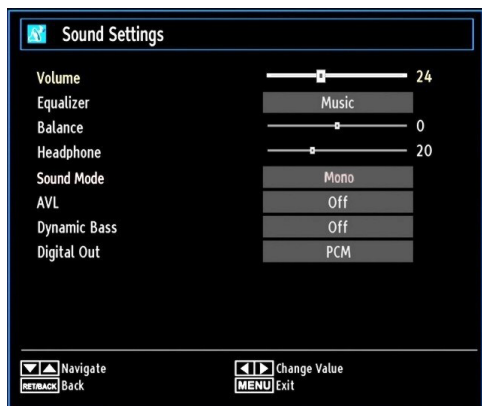 Sound Settings
Volume 24
Equalizer Music
Balance 0
Headphone 20
Sound Mode Mono
AVL Off
Dynamic Bass Off
Digital Out PCM
Navigate Change Value
RET/BACK Back MENU Exit